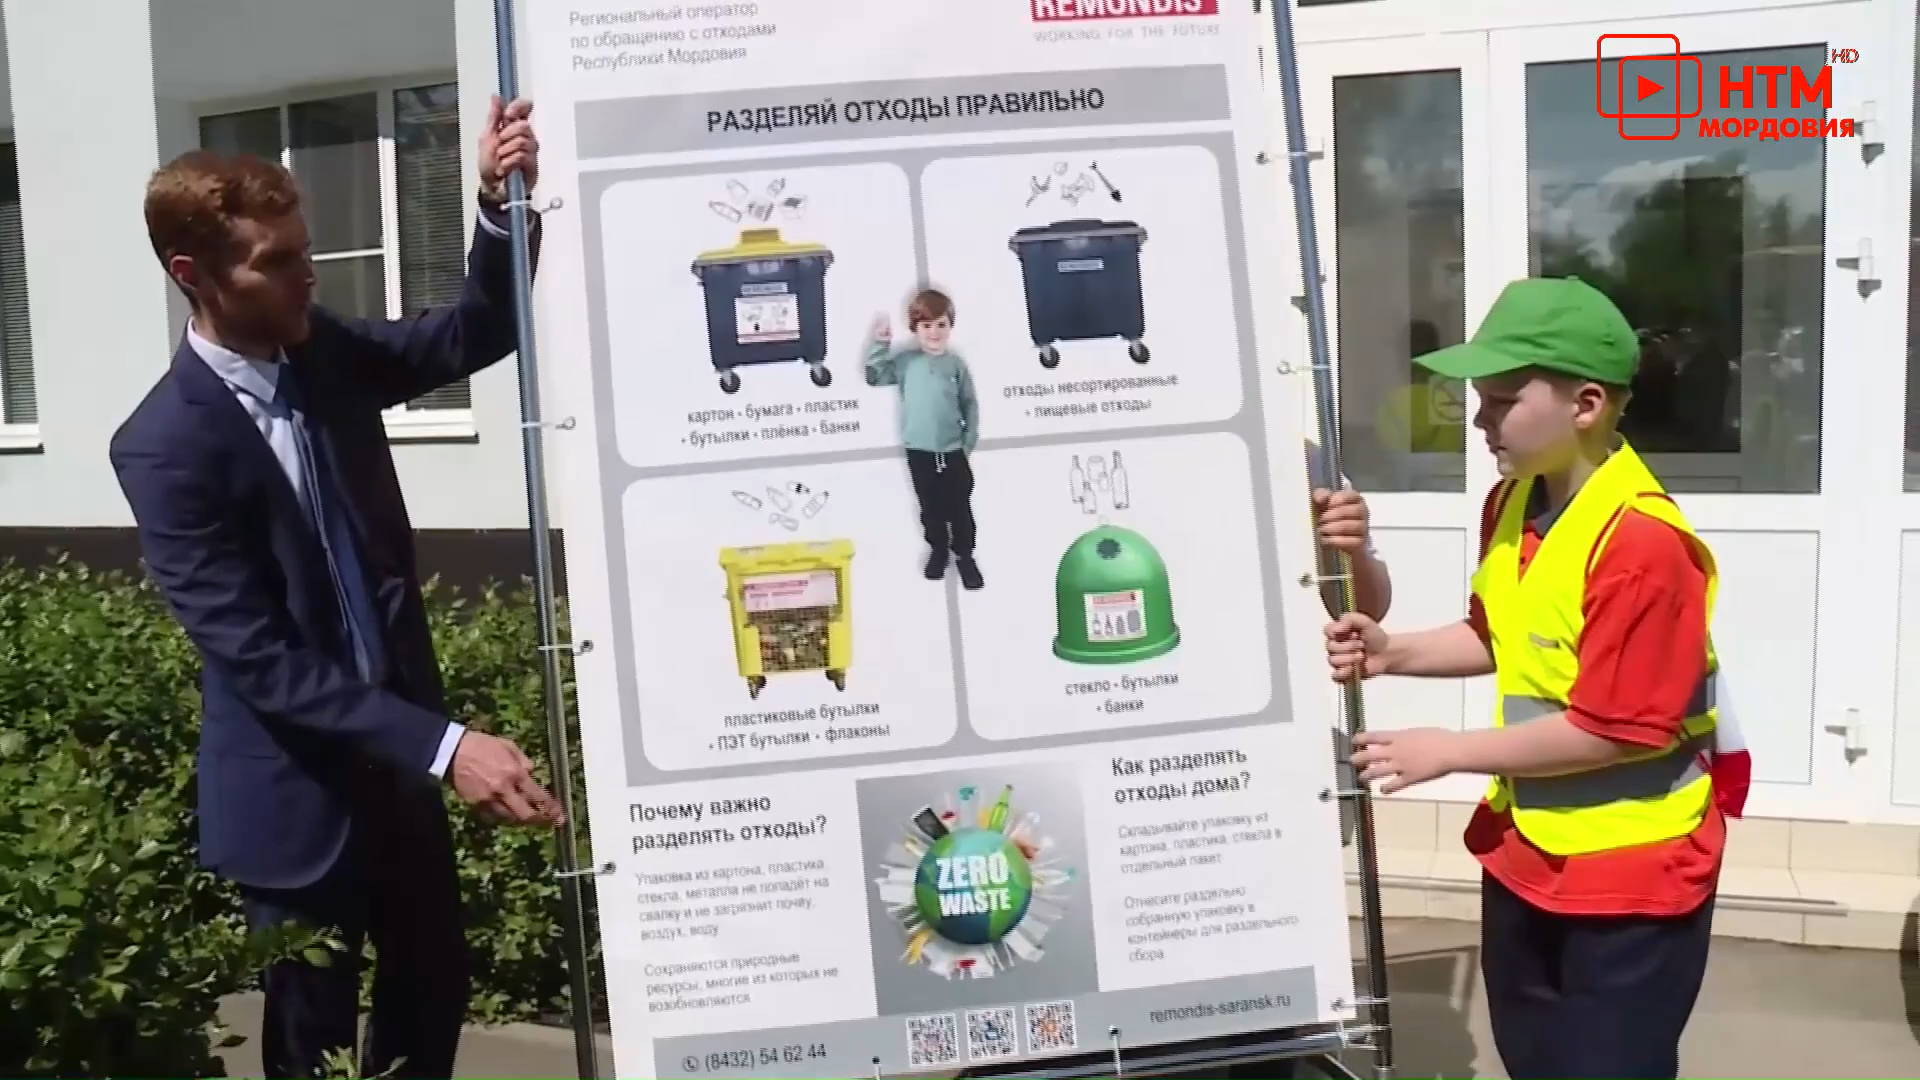 Региональный оператор
по обращению с отходами
Республики Мордовия
REMONDIS
WORKING FOR THE FUTURE
HD
НТМ
МОРДОВИЯ
РАЗДЕЛЯЙ ОТХОДЫ ПРАВИЛЬНО
картон • бумага • пластик
• бутылки • плёнка • банки
отходы несортированные
• пищевые отходы
пластиковые бутылки
• ПЭТ бутылки • флаконы
стекло • бутылки
• банки
Почему важно
разделять отходы?
Упаковка из картона, пластика,
стекла, металла не попадёт на
свалку и не загрязнит почву,
воздух, воду
Сохраняются природные
ресурсы, многие из которых не
возобновляются
ZERO
WASTE
Как разделять
отходы дома?
Складывайте упаковку из
картона, пластика, стекла в
отдельный пакет
Отнесите раздельно
собранную упаковку в
контейнеры для раздельного
сбора
(8432) 54 62 44
remondis-saransk.ru